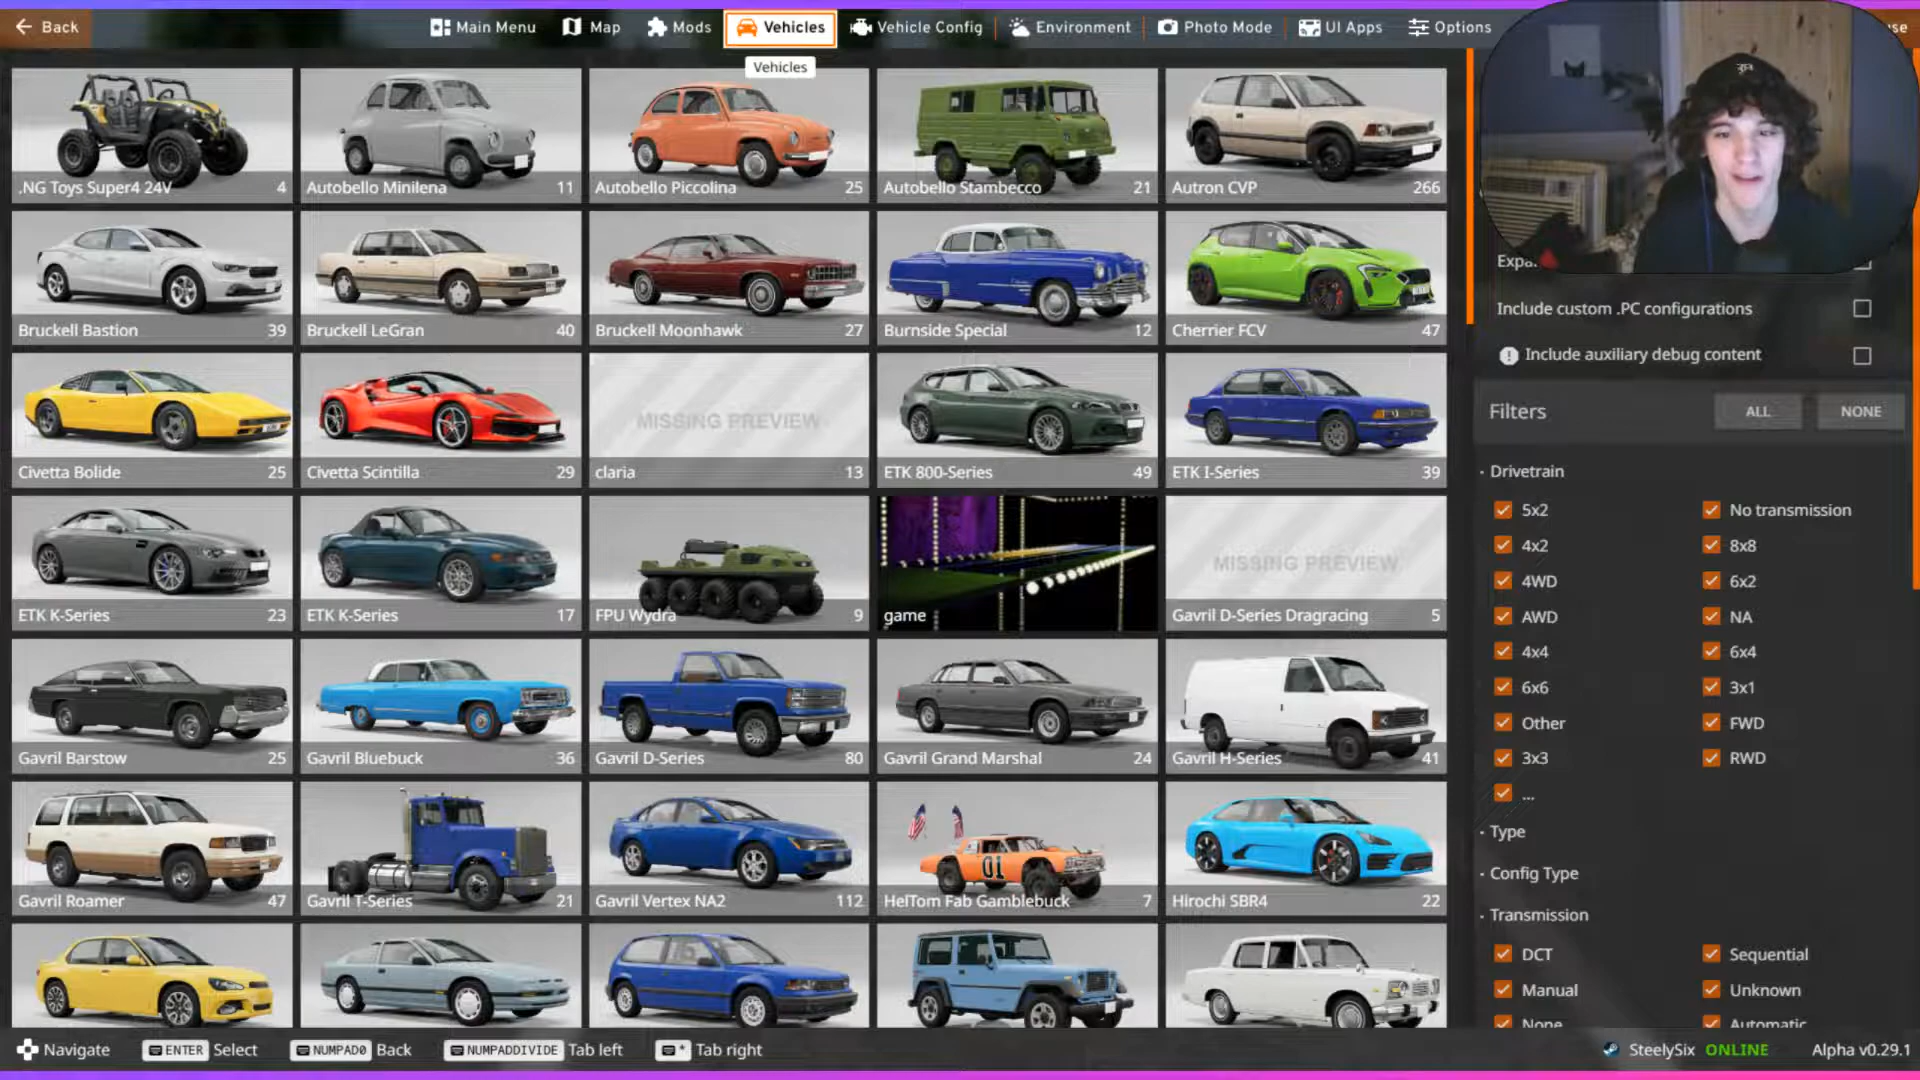 Back
Main Menu
Map
Mods
Vehicles
Vehicle Config
Environment
Photo Mode
UI Apps
Options
Vehicles
.NG Toys Super4 24V 4
Autobello Minilena 11
Autobello Piccolina 25
Autobello Stambecco 21
Autron CVP 266
Bruckell Bastion 39
Bruckell LeGran 40
Bruckell Moonhawk 27
Burnside Special 12
Cherrier FCV 47
Civetta Bolide 25
Civetta Scintilla 29
MISSING PREVIEW
claria 13
ETK 800-Series 49
ETK I-Series 39
ETK K-Series 23
ETK K-Series 17
FPU Wydra 9
game
MISSING PREVIEW
Gavril D-Series Dragracing 5
Gavril Barstow 25
Gavril Bluebuck 36
Gavril D-Series 80
Gavril Grand Marshal 24
Gavril H-Series 41
Gavril Roamer 47
Gavril T-Series 21
Gavril Vertex NA2 112
01
HelTom Fab Gamblebuck 7
Hirochi SBR4 22
Include custom .PC configurations
Include auxiliary debug content
Filters
ALL
NONE
Drivetrain
5x2
No transmission
4x2
8x8
4WD
6x2
AWD
NA
4x4
6x4
6x6
3x1
Other
FWD
3x3
RWD
...
Type
Config Type
Transmission
DCT
Sequential
Manual
Unknown
None
Automatic
Navigate
ENTER Select
NUMPAD0 Back
NUMPADDIVIDE Tab left
* Tab right
SteelySix ONLINE
Alpha v0.29.1